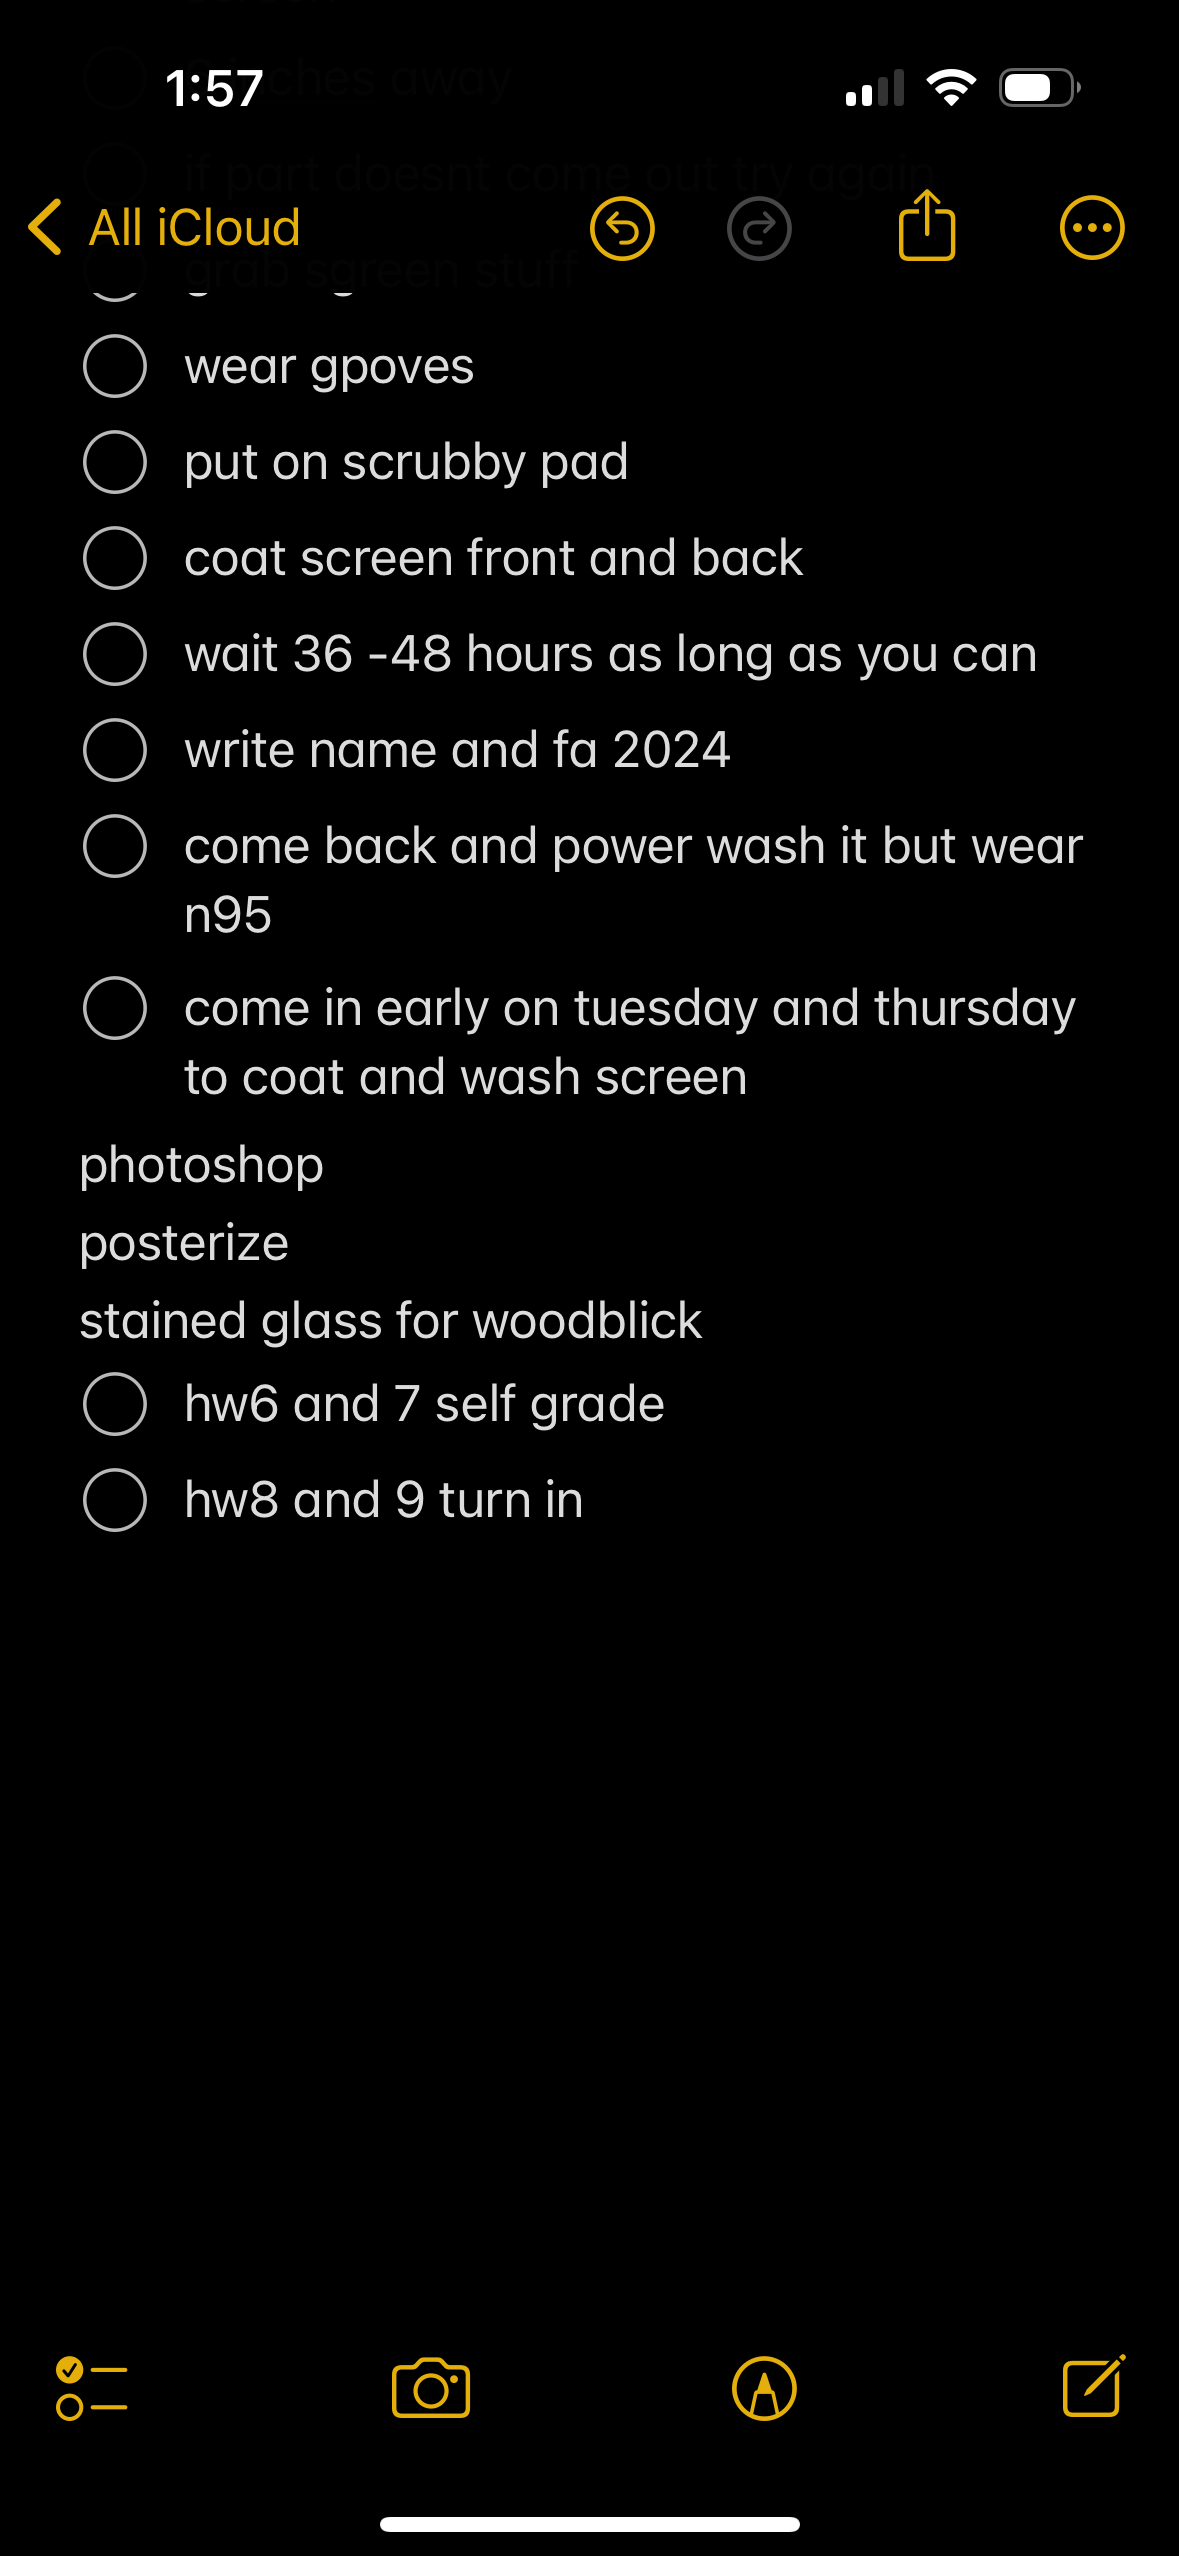 ches away
1:57
if part doesnt come out try again
All iCloud
grab sgreen stuff
wear gpoves
put on scrubby pad
coat screen front and back
wait 36 -48 hours as long as you can
write name and fa 2024
come back and power wash it but wear
n95
come in early on tuesday and thursday
to coat and wash screen
photoshop
posterize
stained glass for woodblick
hw6 and 7 self grade
hw8 and 9 turn in